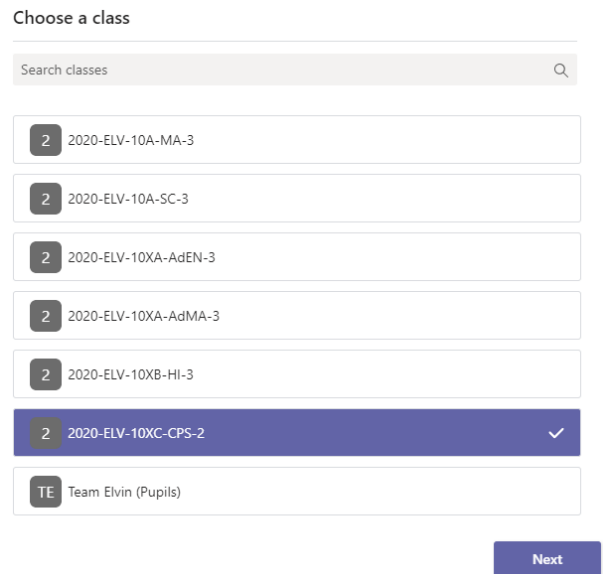 Choose a class
Search classes
2 2020-ELV-10A-MA-3
2 2020-ELV-10A-SC-3
2 2020-ELV-10XA-AdEN-3
2 2020-ELV-10XA-AdMA-3
2 2020-ELV-10XB-HI-3
2 2020-ELV-10XC-CPS-2
TE Team Elvin (Pupils)
Next